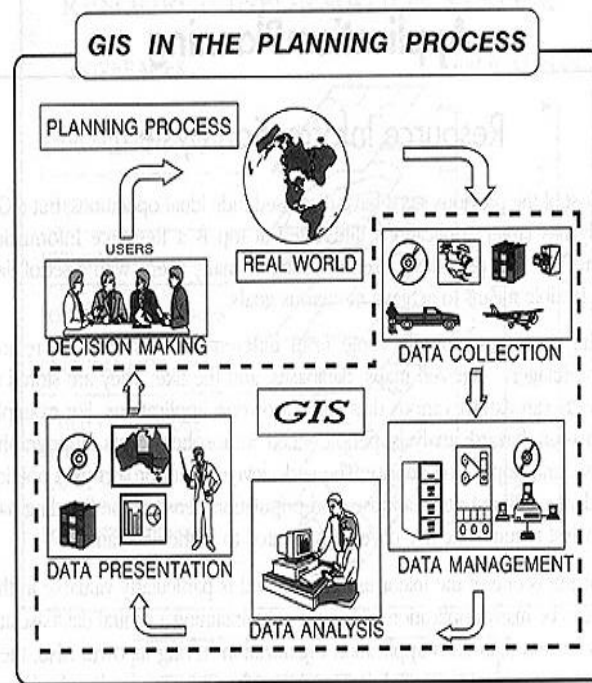 GIS IN THE PLANNING PROCESS
PLANNING PROCESS
REAL WORLD
USERS
DECISION MAKING
DATA COLLECTION
GIS
DATA PRESENTATION
DATA MANAGEMENT
DATA ANALYSIS